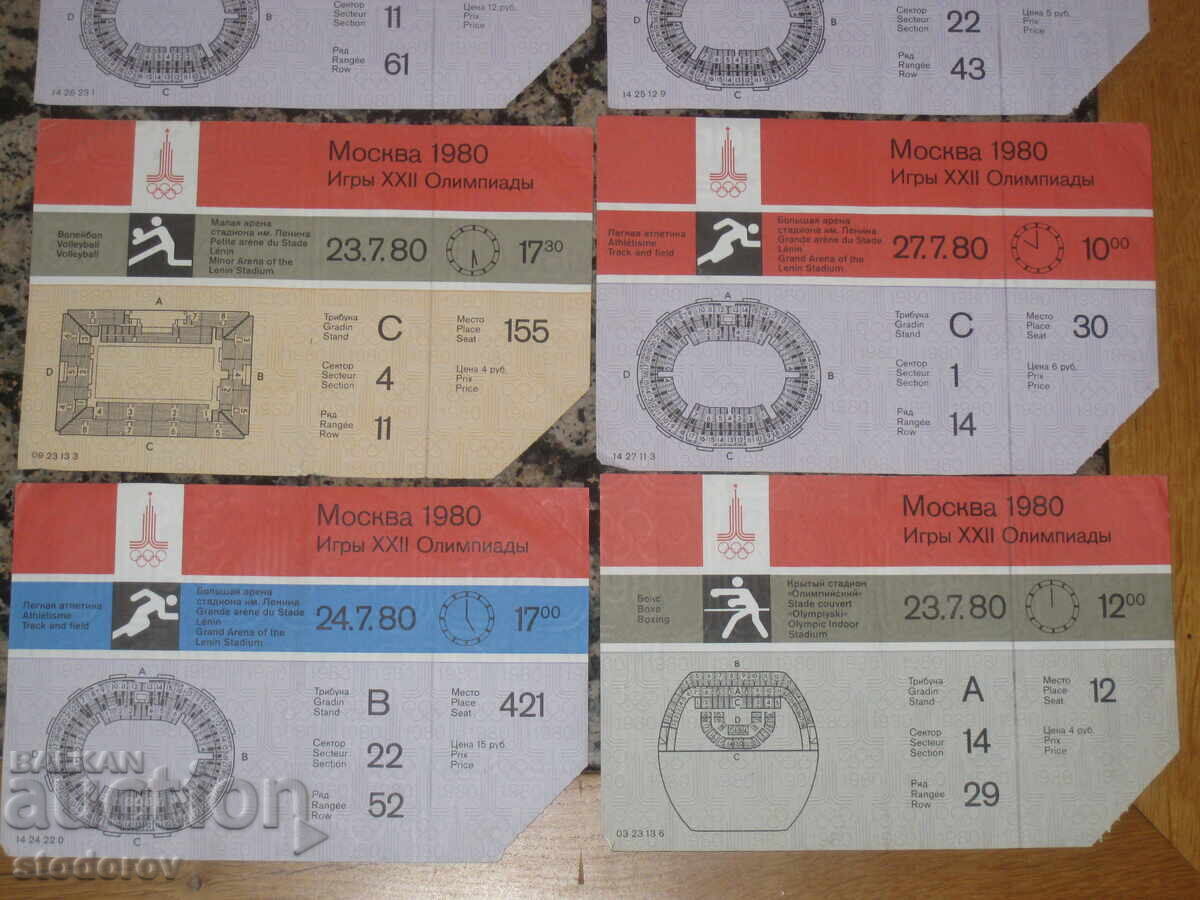 D
Сектор
Secteur
Section
11
Цена 12 руб.
Prix
Price
Ряд
Rangée
Row
61
C
14 26 23 1
D
Сектор
Secteur
Section
22
Цена 5 руб.
Prix
Price
Ряд
Rangée
Row
43
C
14 25 12 9
Москва 1980
Игры XXII Олимпиады
Волейбол
Volleyball
Volleyball
Малая арена
стадиона им. Ленина
Petite arène du Stade
Lénin
Minor Arena of the
Lenin Stadium
23.7.80
17 30
A
B
C
D
Трибуна
Gradin
Stand
C
Место
Place
Seat
155
Сектор
Secteur
Section
4
Цена 4 руб.
Prix
Price
Ряд
Rangée
Row
11
09 23 13 3
Москва 1980
Игры XXII Олимпиады
Легкая атлетика
Athlétisme
Track and field
Большая арена
стадиона им. Ленина
Grande arène du Stade
Lénin
Grand Arena of the
Lenin Stadium
27.7.80
10 00
A
B
C
D
Трибуна
Gradin
Stand
C
Место
Place
Seat
30
Сектор
Secteur
Section
1
Цена 6 руб.
Prix
Price
Ряд
Rangée
Row
14
14 27 11 3
Москва 1980
Игры XXII Олимпиады
Легкая атлетика
Athlétisme
Track and field
Большая арена
стадиона им. Ленина
Grande arène du Stade
Lénin
Grand Arena of the
Lenin Stadium
24.7.80
17 00
A
B
C
Трибуна
Gradin
Stand
B
Место
Place
Seat
421
Сектор
Secteur
Section
22
Цена 15 руб.
Prix
Price
Ряд
Rangée
Row
52
14 24 22 0
Москва 1980
Игры XXII Олимпиады
Бокс
Boxe
Boxing
Крытый стадион
«Олимпийский»
Stade couvert
«Olympiyski»
Olympic Indoor
Stadium
23.7.80
12 00
B
A
C
D
C
Трибуна
Gradin
Stand
A
Место
Place
Seat
12
Сектор
Secteur
Section
14
Цена 4 руб.
Prix
Price
Ряд
Rangée
Row
29
03 23 13 6
BALKAN
auction
stodorov